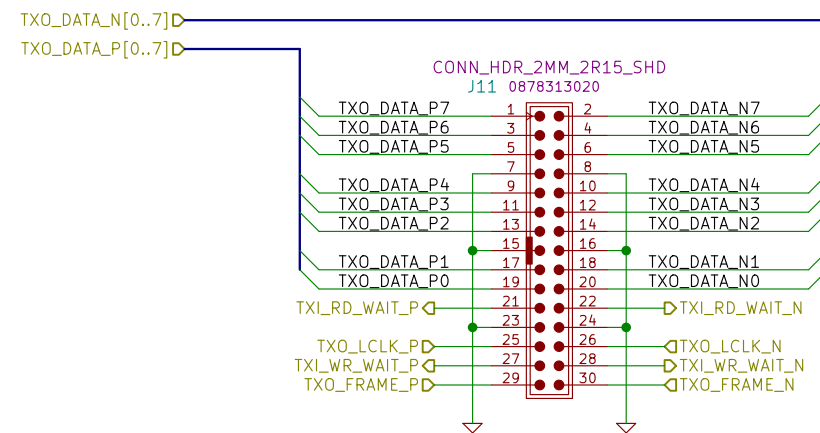 TXO_DATA_N[0..7]
TXO_DATA_P[0..7]
CONN_HDR_2MM_2R15_SHD
J11 0878313020
TXO_DATA_P7 1 2 TXO_DATA_N7
TXO_DATA_P6 3 4 TXO_DATA_N6
TXO_DATA_P5 5 6 TXO_DATA_N5
7 8
TXO_DATA_P4 9 10 TXO_DATA_N4
TXO_DATA_P3 11 12 TXO_DATA_N3
TXO_DATA_P2 13 14 TXO_DATA_N2
15 16
TXO_DATA_P1 17 18 TXO_DATA_N1
TXO_DATA_P0 19 20 TXO_DATA_N0
TXI_RD_WAIT_P 21 22 TXI_RD_WAIT_N
23 24
TXO_LCLK_P 25 26 TXO_LCLK_N
TXI_WR_WAIT_P 27 28 TXI_WR_WAIT_N
TXO_FRAME_P 29 30 TXO_FRAME_N